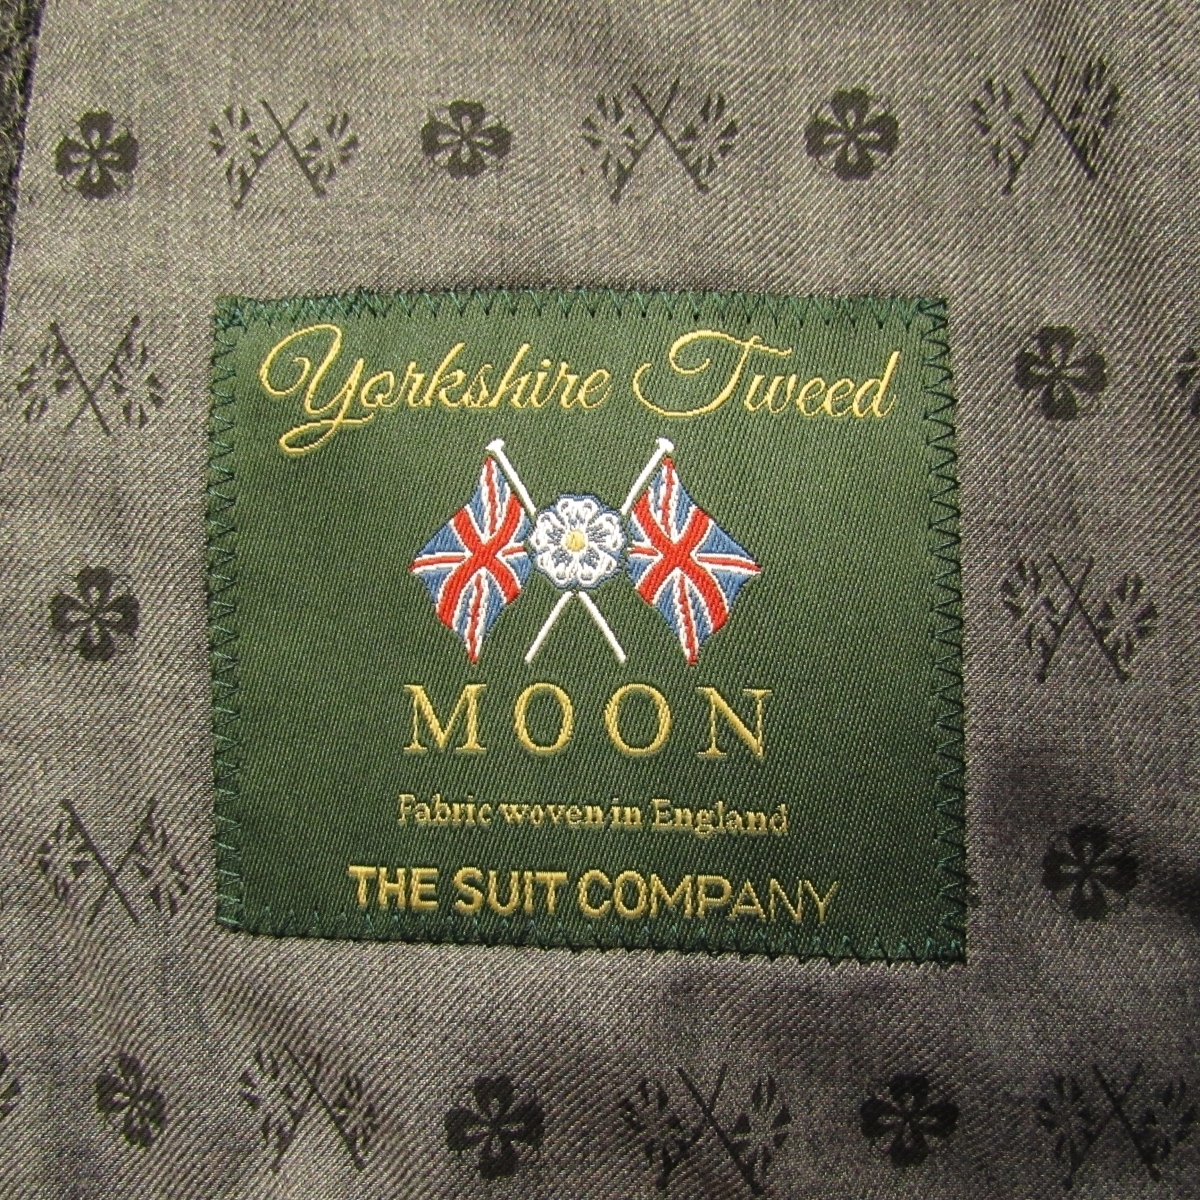 Yorkshire Tweed
MOON
Fabric woven in England
THE SUIT COMPANY